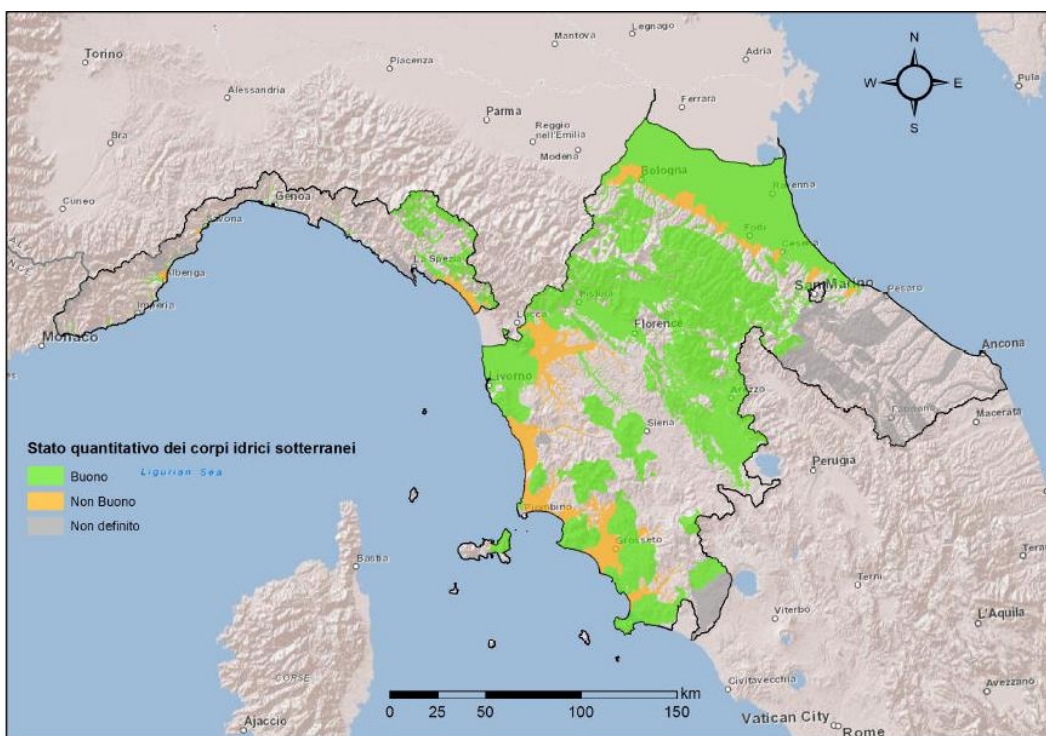 Legnago
Mantova
Torino
Adria
Piacenza
Pula
Alessandria
Ferrara
Parma
Reggio
nell'Emilia
Bra
Modena
Bologna
Ravenna
Genoa
Cuneo
Forlì
Cesena
La Spezia
Albenga
San Marino
Pesaro
Imperia
Pistoia
Lucca
Florence
Monaco
Ancona
Livorno
Arezzo
Macerata
Siena
Perugia
Stato quantitativo dei corpi idrici sotterranei
Buono
Ligurian Sea
Non Buono
Non definito
Piombino
Grosseto
Bastia
Terni
Viterbo
L'Aquila
CORSE
Civitavecchia
Avezzano
Ajaccio
Vatican City
Rome
N
W
E
S
km
0 25 50 100 150